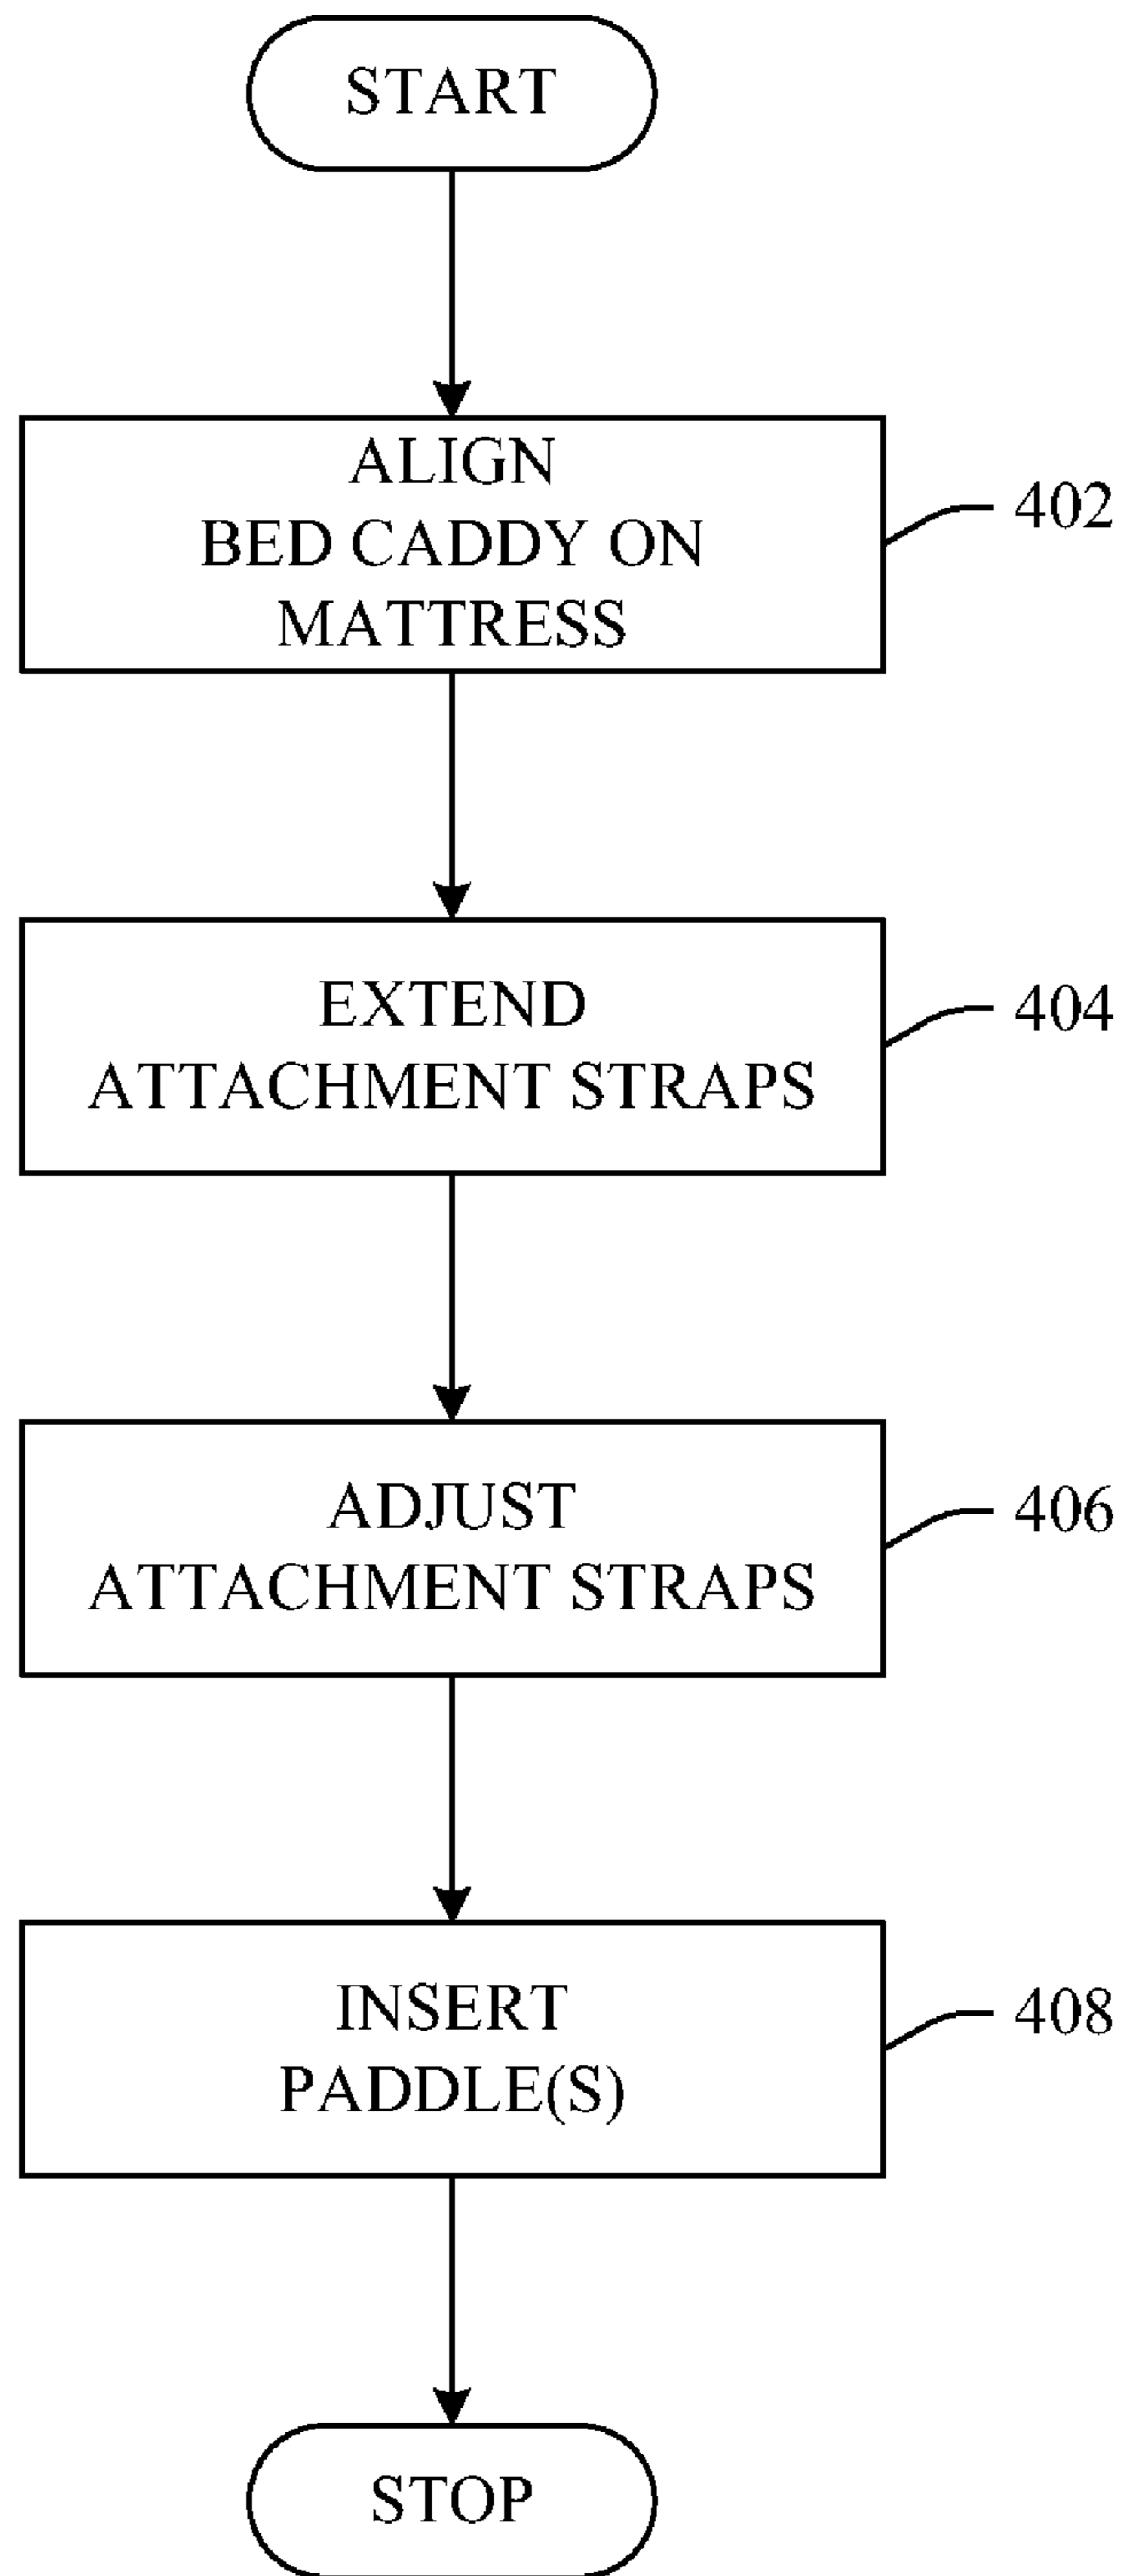 START
ALIGN
BED CADDY ON
MATTRESS
402
EXTEND
ATTACHMENT STRAPS
404
ADJUST
ATTACHMENT STRAPS
406
INSERT
PADDLE(S)
408
STOP